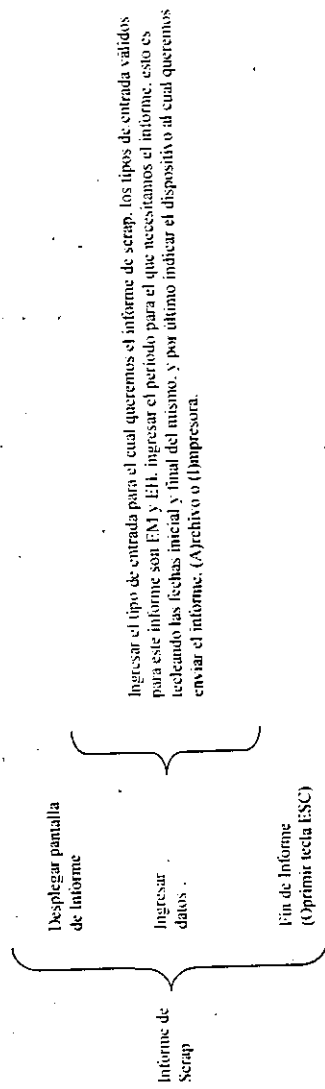 Informe de
Scrap
Desplegar pantalla
de Informe
Ingresar
datos.
Fin de Informe
(Oprimir tecla ESC)
Ingresar el tipo de entrada para el cual queremos el informe de scrap. los tipos de entrada válidos
para este informe son EM y EH. ingresar el periodo para el que necesitamos el informe. esto es
tecleando las fechas inicial y final del mismo. y por último indicar el dispositivo al cual queremos
enviar el informe. (A)rchivo o (I)mpresora.